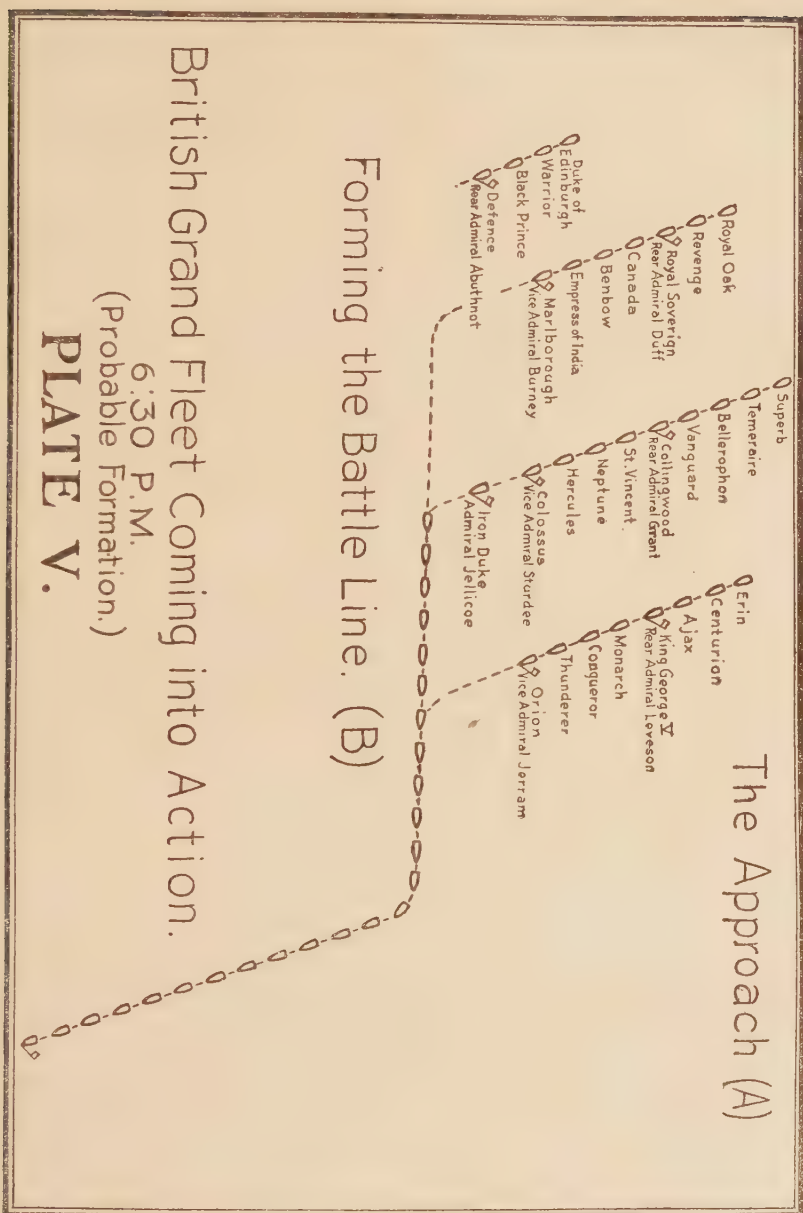 The Approach (A)
Erin
Centurion
Ajax
King George V
Rear Admiral Leveson
Monarch
Conqueror
Thunderer
Orion
Vice Admiral Jerram
Superb
Temeraire
Bellerophon
Vanguard
Collingwood
Rear Admiral Grant
St. Vincent
Neptune
Hercules
Colossus
Vice Admiral Sturdee
Iron Duke
Admiral Jellicoe
Royal Oak
Revenge
Royal Soverign
Rear Admiral Duff
Canada
Benbow
Empress of India
Marlborough
Vice Admiral Burney
Duke of
Edinburgh
Warrior
Black Prince
Defence
Rear Admiral Abuthnot
Forming the Battle Line. (B)
British Grand Fleet Coming into Action.
6:30 P.M.
(Probable Formation.)
PLATE V.